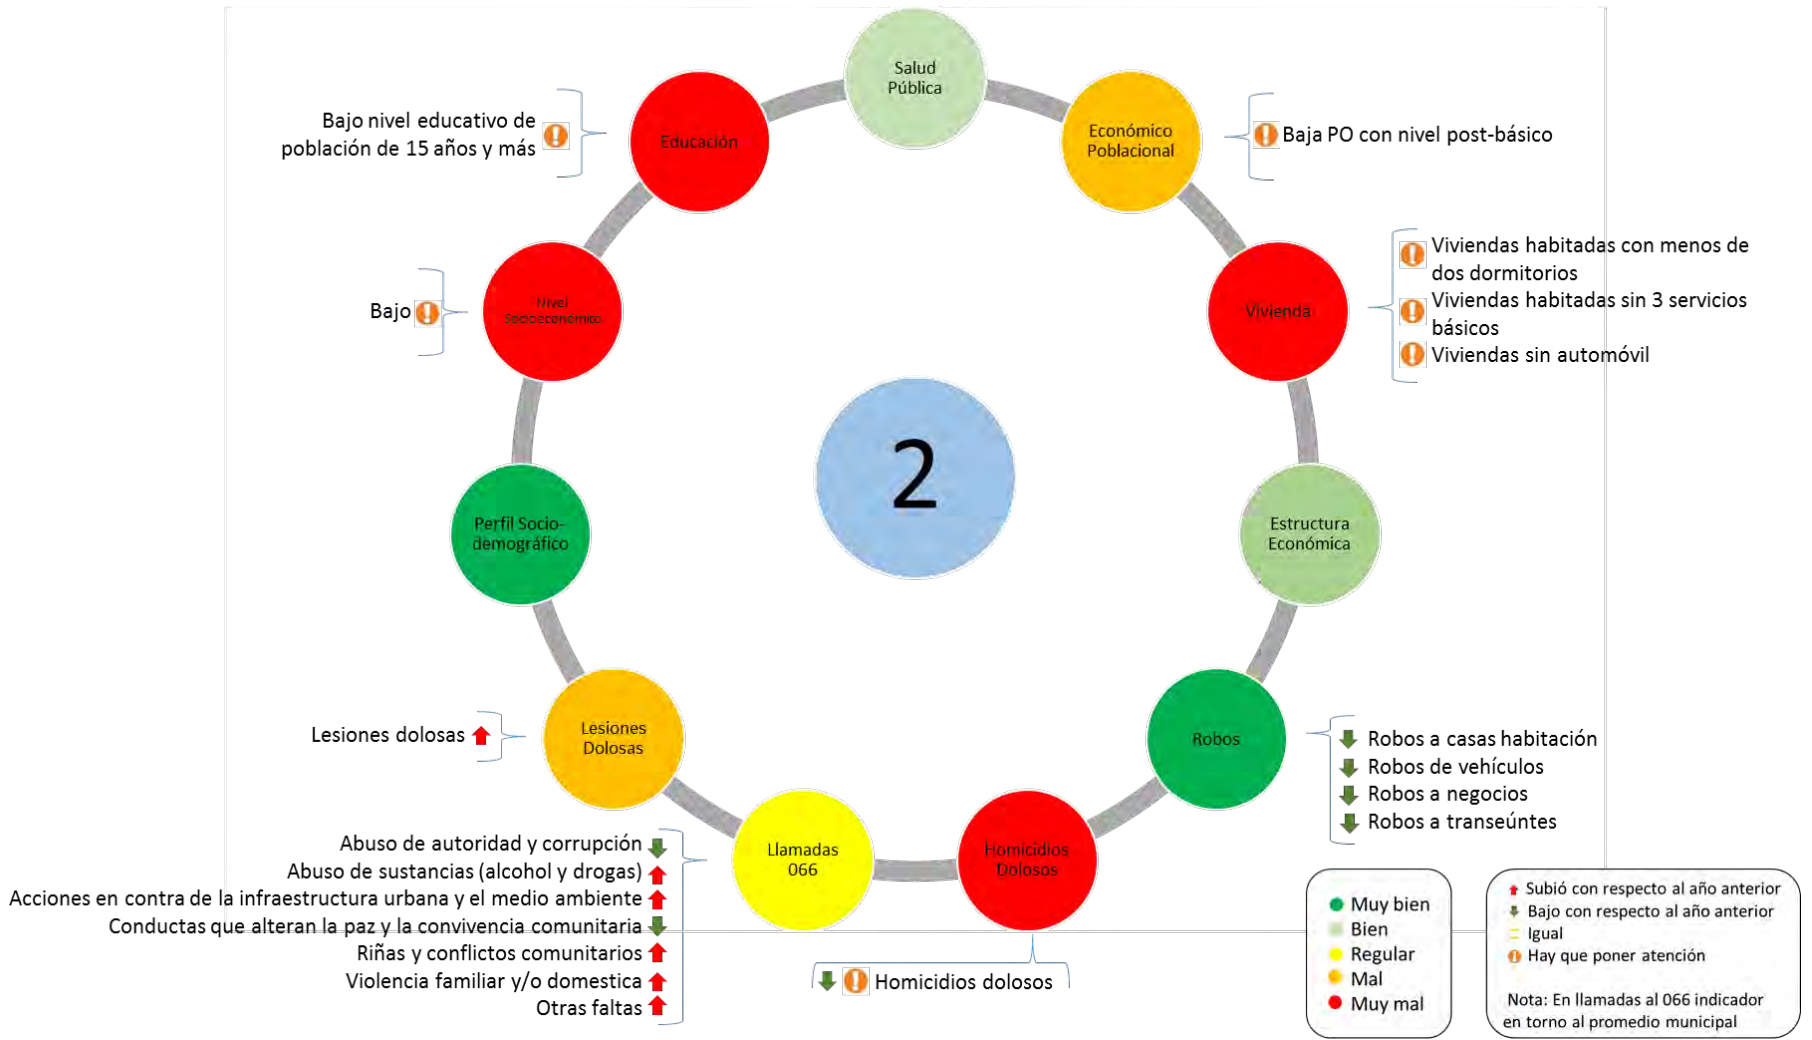 Salud
Pública
Económico
Poblacional
Baja PO con nivel post-básico
Educación
Bajo nivel educativo de
población de 15 años y más
Vivienda
Viviendas habitadas con menos de
dos dormitorios
Viviendas habitadas sin 3 servicios
básicos
Viviendas sin automóvil
Nivel
Socioeconómico
Bajo
2
Perfil Socio-
demográfico
Estructura
Económica
Lesiones
Dolosas
Lesiones dolosas
Robos
Robos a casas habitación
Robos de vehículos
Robos a negocios
Robos a transeúntes
Llamadas
066
Abuso de autoridad y corrupción
Abuso de sustancias (alcohol y drogas)
Acciones en contra de la infraestructura urbana y el medio ambiente
Conductas que alteran la paz y la convivencia comunitaria
Riñas y conflictos comunitarios
Violencia familiar y/o domestica
Otras faltas
Homicidios
Dolosos
Homicidios dolosos
Muy bien
Bien
Regular
Mal
Muy mal
Subió con respecto al año anterior
Bajo con respecto al año anterior
Igual
Hay que poner atención
Nota: En llamadas al 066 indicador
en torno al promedio municipal